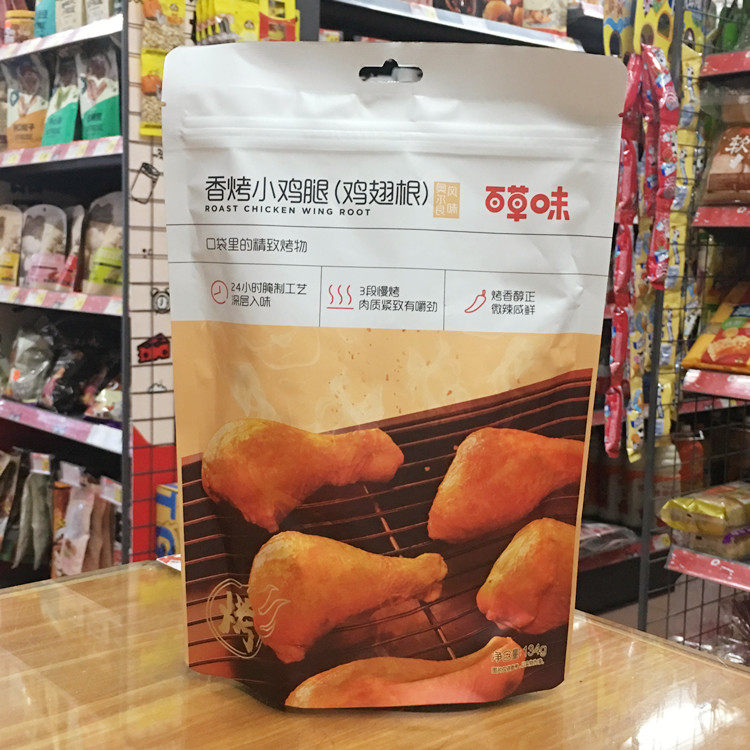 香烤小鸡腿(鸡翅根)
奥尔良
风味
百草味
ROAST CHICKEN WING ROOT
口袋里的精致烤物
24小时腌制工艺
深层入味
3段慢烤
肉质紧致有嚼劲
烤香醇正
微辣咸鲜
烤
净含量:134g
软